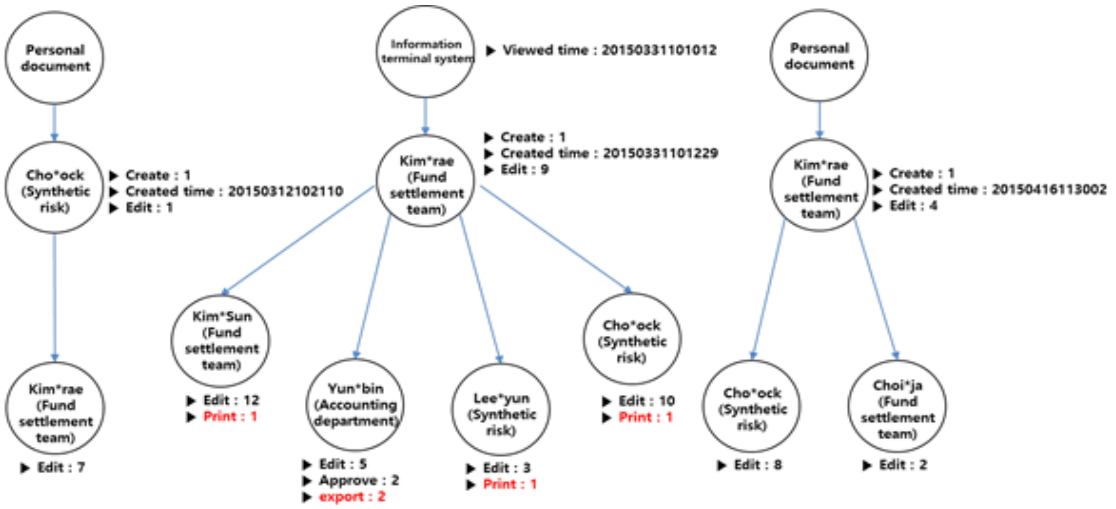 Personal
document
Cho*ock
(Synthetic
risk)
▶ Create : 1
▶ Created time : 20150312102110
▶ Edit : 1
Kim*rae
(Fund
settlement
team)
▶ Edit : 7
Information
terminal system
▶ Viewed time : 20150331101012
Kim*rae
(Fund
settlement
team)
▶ Create : 1
▶ Created time : 20150331101229
▶ Edit : 9
Kim*Sun
(Fund
settlement
team)
▶ Edit : 12
▶ Print : 1
Yun*bin
(Accounting
department)
▶ Edit : 5
▶ Approve : 2
▶ export : 2
Lee*yun
(Synthetic
risk)
▶ Edit : 3
▶ Print : 1
Cho*ock
(Synthetic
risk)
▶ Edit : 10
▶ Print : 1
Personal
document
Kim*rae
(Fund
settlement
team)
▶ Create : 1
▶ Created time : 20150416113002
▶ Edit : 4
Cho*ock
(Synthetic
risk)
▶ Edit : 8
Choi*ja
(Fund
settlement
team)
▶ Edit : 2